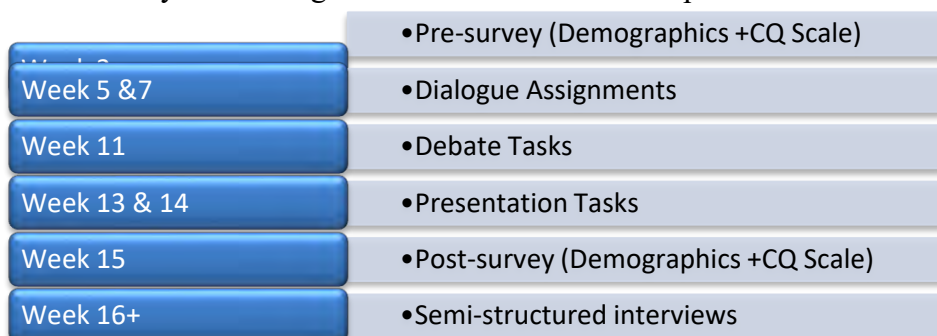 •Pre-survey (Demographics +CQ Scale)
Week 5 &7
•Dialogue Assignments
Week 11
•Debate Tasks
Week 13 & 14
•Presentation Tasks
Week 15
•Post-survey (Demographics +CQ Scale)
Week 16+
•Semi-structured interviews